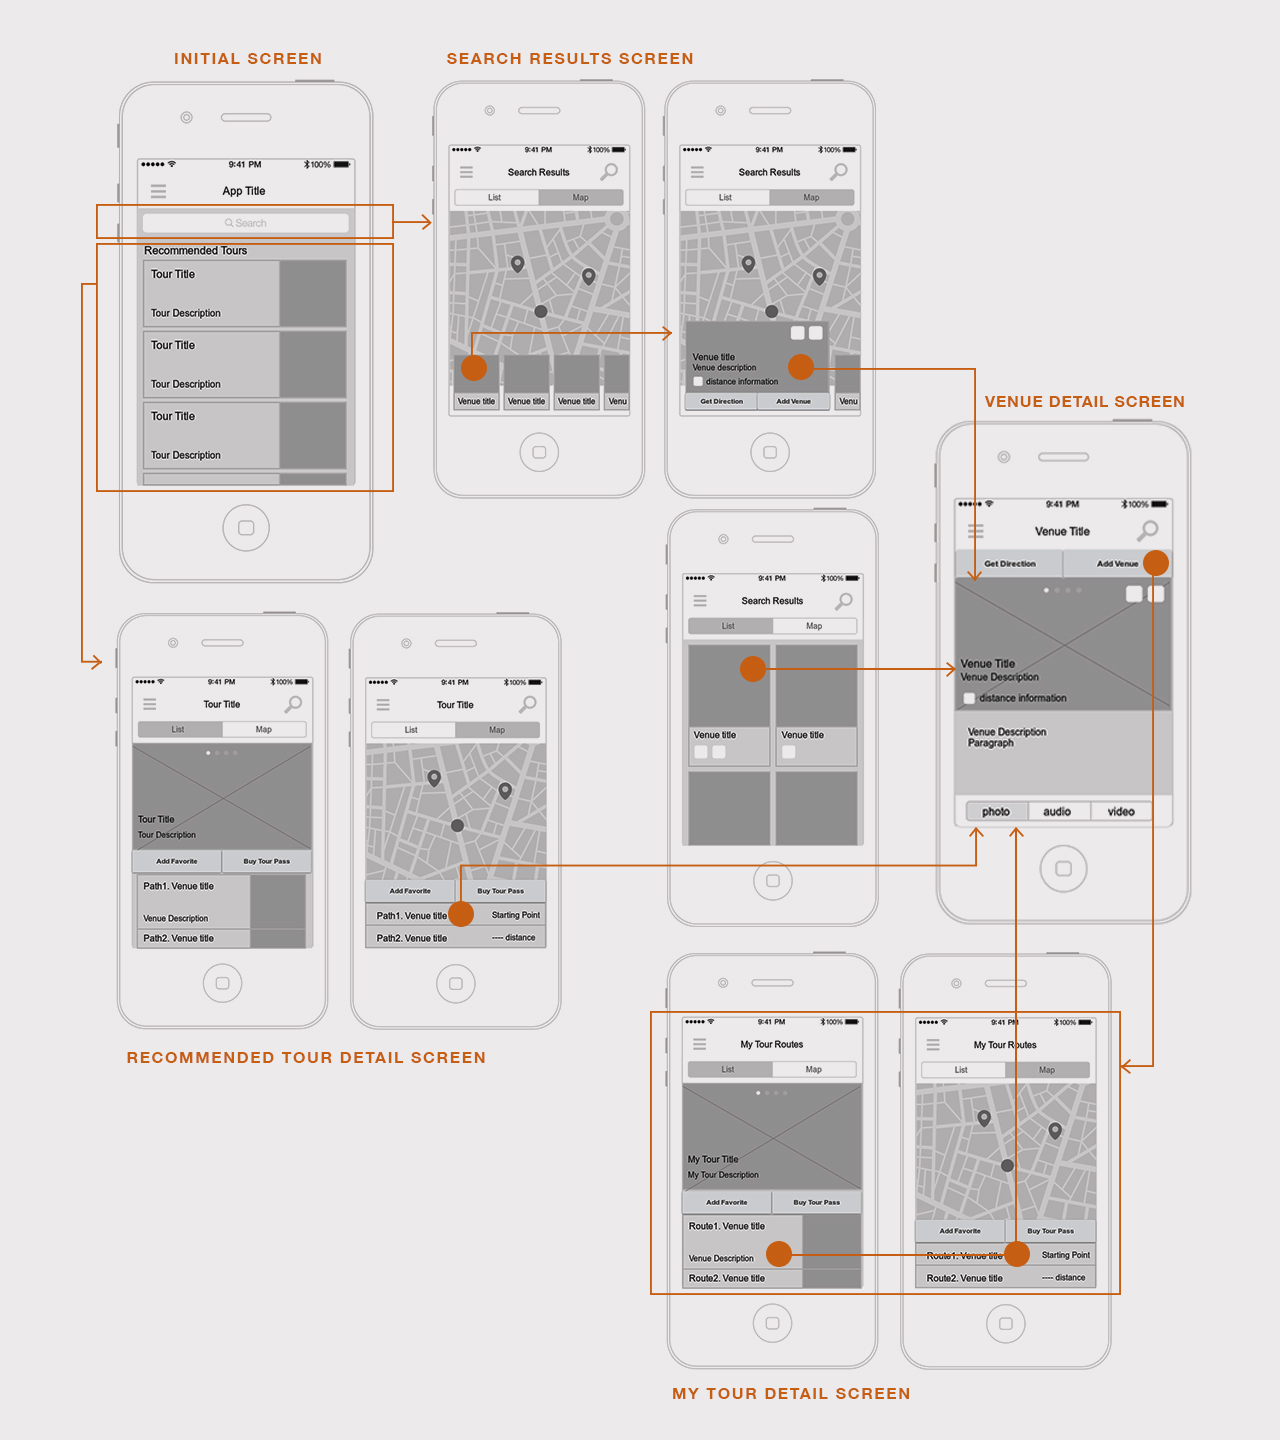 INITIAL SCREEN
9:41 PM
100%
App Title
Search
Recommended Tours
Tour Title
Tour Description
Tour Title
Tour Description
Tour Title
Tour Description
SEARCH RESULTS SCREEN
9:41 PM
100%
Search Results
List
Map
Venue title
Venue title
Venue title
Venu
9:41 PM
100%
Search Results
List
Map
Venue title
Venue description
distance information
Get Direction
Add Venue
Venu
9:41 PM
100%
Search Results
List
Map
Venue title
Venue title
VENUE DETAIL SCREEN
9:41 PM
100%
Venue Title
Get Direction
Add Venue
Venue Title
Venue Description
distance information
Venue Description
Paragraph
photo
audio
video
9:41 PM
100%
Tour Title
List
Map
Tour Title
Tour Description
Add Favorite
Buy Tour Pass
Path1. Venue title
Venue Description
Path2. Venue title
9:41 PM
100%
Tour Title
List
Map
Add Favorite
Buy Tour Pass
Path1. Venue title
Starting Point
Path2. Venue title
---- distance
RECOMMENDED TOUR DETAIL SCREEN
9:41 PM
100%
My Tour Routes
List
Map
My Tour Title
My Tour Description
Add Favorite
Buy Tour Pass
Route1. Venue title
Venue Description
Route2. Venue title
9:41 PM
100%
My Tour Routes
List
Map
Add Favorite
Buy Tour Pass
Route1. Venue title
Starting Point
Route2. Venue title
---- distance
MY TOUR DETAIL SCREEN